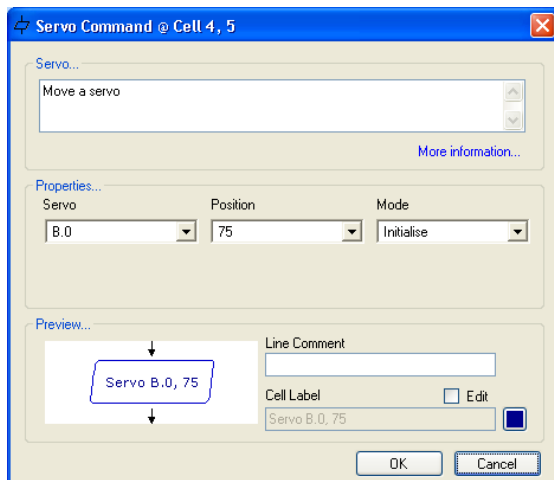 Servo Command @ Cell 4, 5
Servo...
Move a servo
More information...
Properties...
Servo Position Mode
B.0 75 Initialise
Preview...
Servo B.0, 75
Line Comment
Cell Label Edit
Servo B.0, 75
OK Cancel